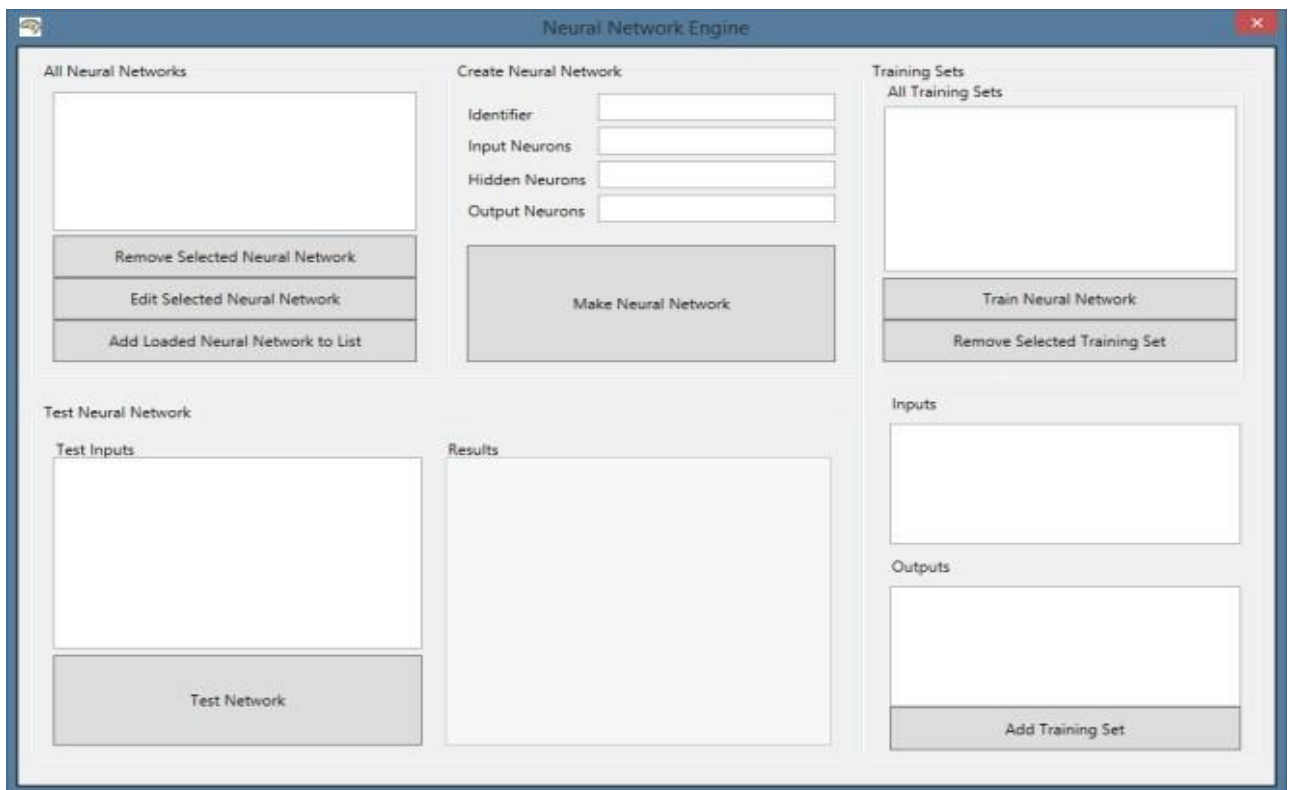 Neural Network Engine
All Neural Networks
Remove Selected Neural Network
Edit Selected Neural Network
Add Loaded Neural Network to List
Create Neural Network
Identifier
Input Neurons
Hidden Neurons
Output Neurons
Make Neural Network
Training Sets
All Training Sets
Train Neural Network
Remove Selected Training Set
Inputs
Outputs
Add Training Set
Test Neural Network
Test Inputs
Test Network
Results